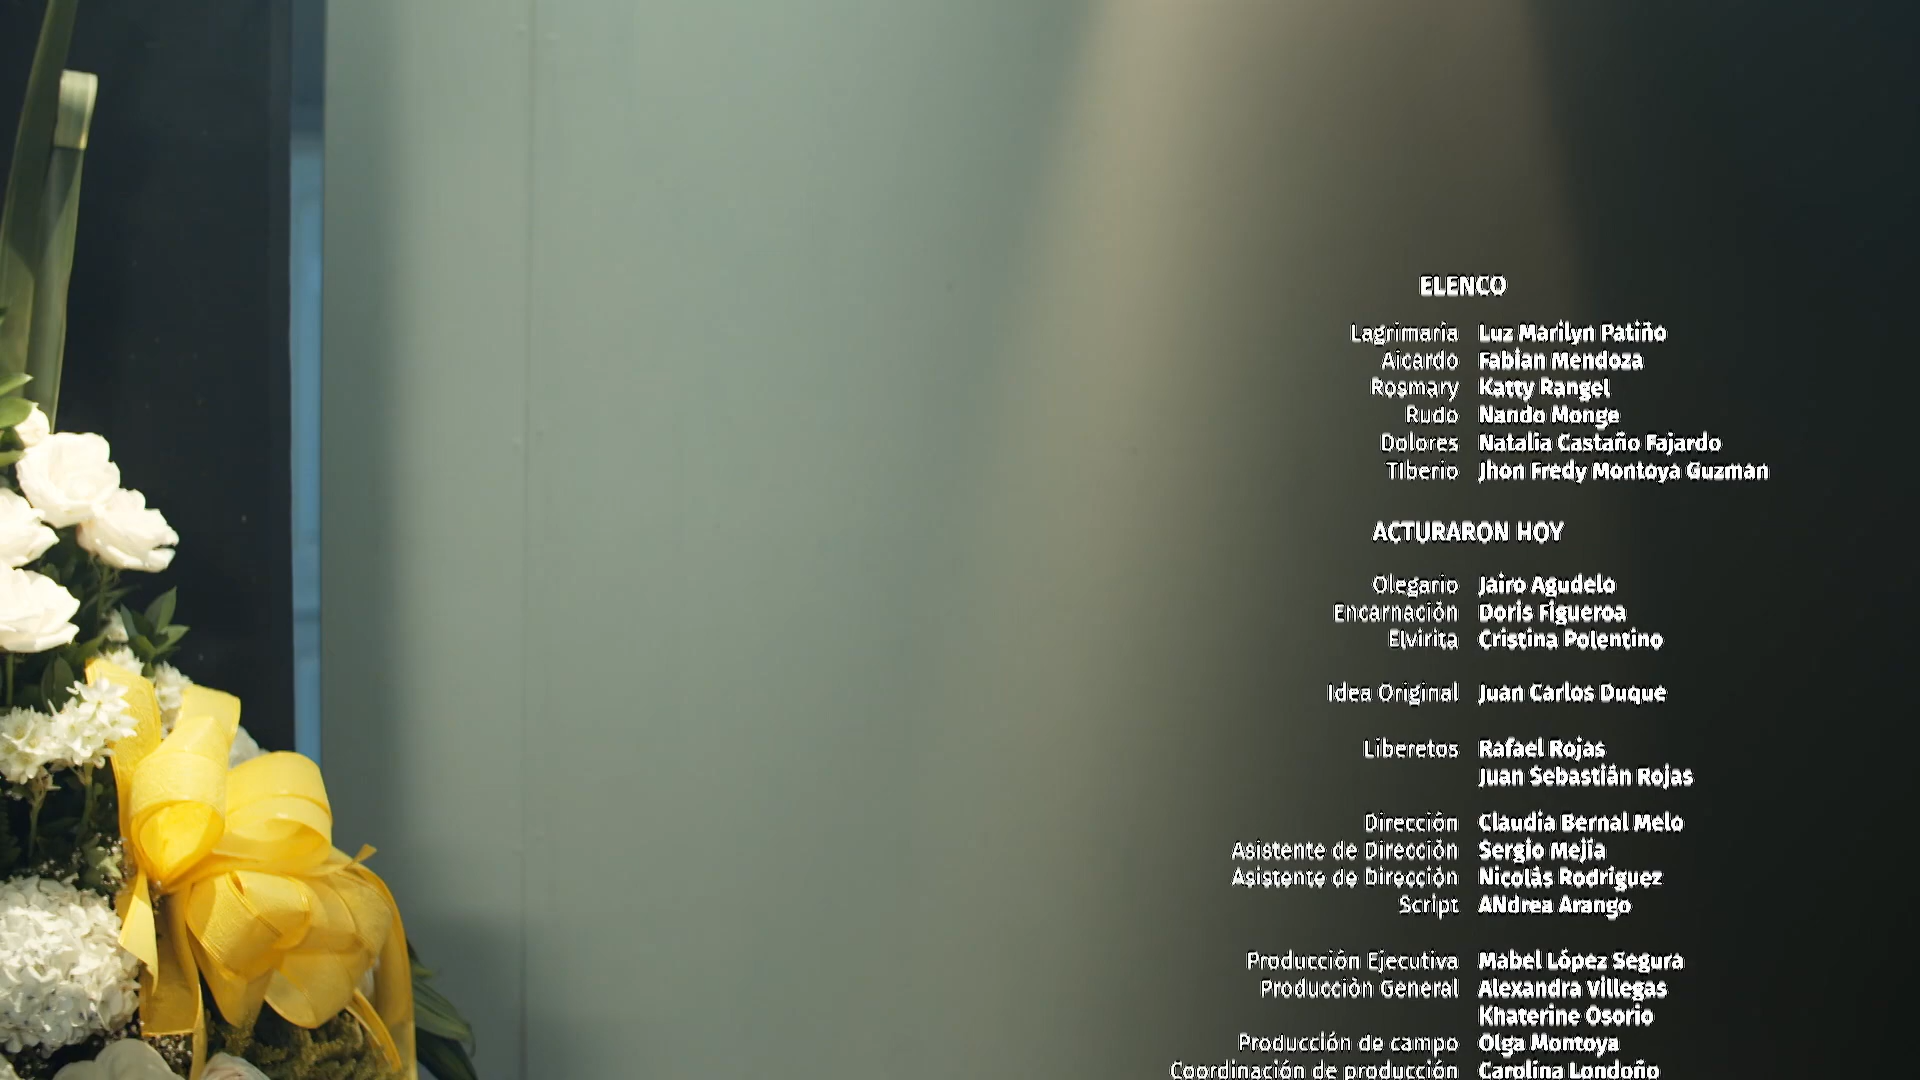 ELENCO
Lagrimaria Luz Marilyn Patiño
Aicardo Fabian Mendoza
Rosmary Katty Rangel
Rudo Nando Monge
Dolores Natalia Castaño Fajardo
TIberio Jhon Fredy Montoya Guzman
ACTURARON HOY
Olegario Jairo Agudelo
Encarnación Doris Figueroa
Elvirita Cristina Polentino
Idea Original Juan Carlos Duque
Liberetos Rafael Rojas
Juan Sebastián Rojas
Dirección Claudia Bernal Melo
Asistente de Dirección Sergio Mejía
Asistente de Dirección Nicolás Rodríguez
Script ANdrea Arango
Producción Ejecutiva Mabel López Segura
Producción General Alexandra Villegas
Khaterine Osorio
Producción de campo Olga Montoya
Coordinación de producción Carolina Londoño